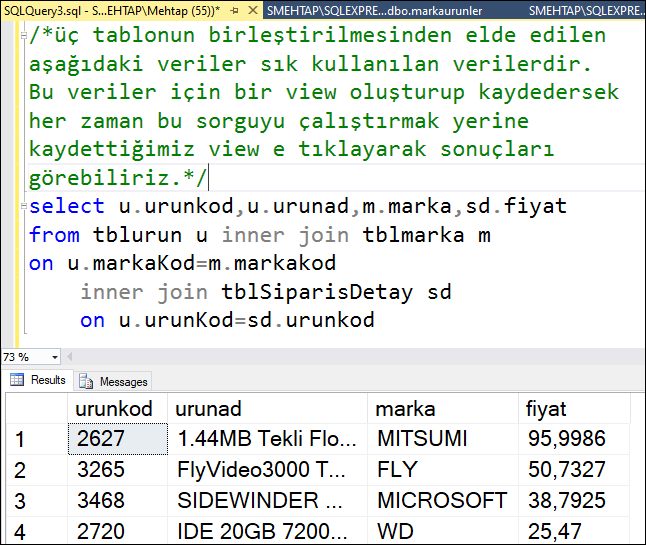 SQLQuery3.sql - S...EHTAP\Mehtap (55))*
SMEHTAP\SQLEXPRE...dbo.markaurunler
SMEHTAP\SQLEXPRE
/*üç tablonun birleştirilmesinden elde edilen
aşağıdaki veriler sık kullanılan verilerdir.
Bu veriler için bir view oluşturup kaydedersek
her zaman bu sorguyu çalıştırmak yerine
kaydettiğimiz view e tıklayarak sonuçları
görebiliriz.*/
select u.urunkod,u.urunad,m.marka,sd.fiyat
from tblurun u inner join tblmarka m
on u.markaKod=m.markakod
inner join tblSiparisDetay sd
on u.urunKod=sd.urunkod
73 %
Results Messages
urunkod urunad marka fiyat
1 2627 1.44MB Tekli Flo... MITSUMI 95,9986
2 3265 FlyVideo3000 T... FLY 50,7327
3 3468 SIDEWINDER ... MICROSOFT 38,7925
4 2720 IDE 20GB 7200... WD 25,47